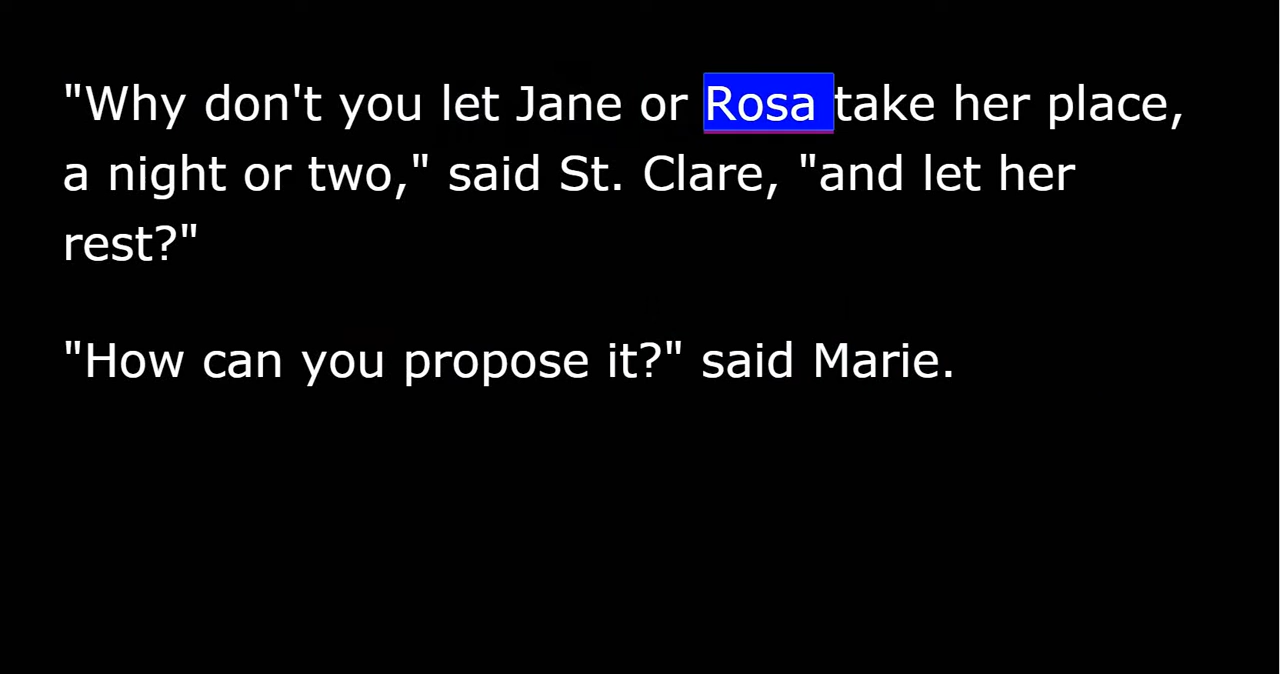 "Why don't you let Jane or Rosa take her place,
a night or two," said St. Clare, "and let her
rest?"
"How can you propose it?" said Marie.